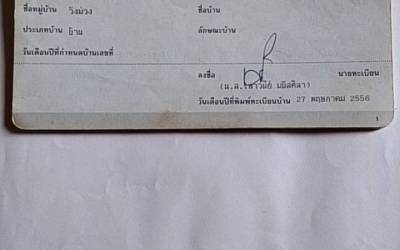 ชื่อหมู่บ้าน วังม่วง ชื่อบ้าน
ประเภทบ้าน บ้าน ลักษณะบ้าน
วันเดือนปีที่กำหนดบ้านเลขที่
ลงชื่อ นายทะเบียน
วันเดือนปีที่พิมพ์ทะเบียนบ้าน 27 พฤษภาคม 2556
1